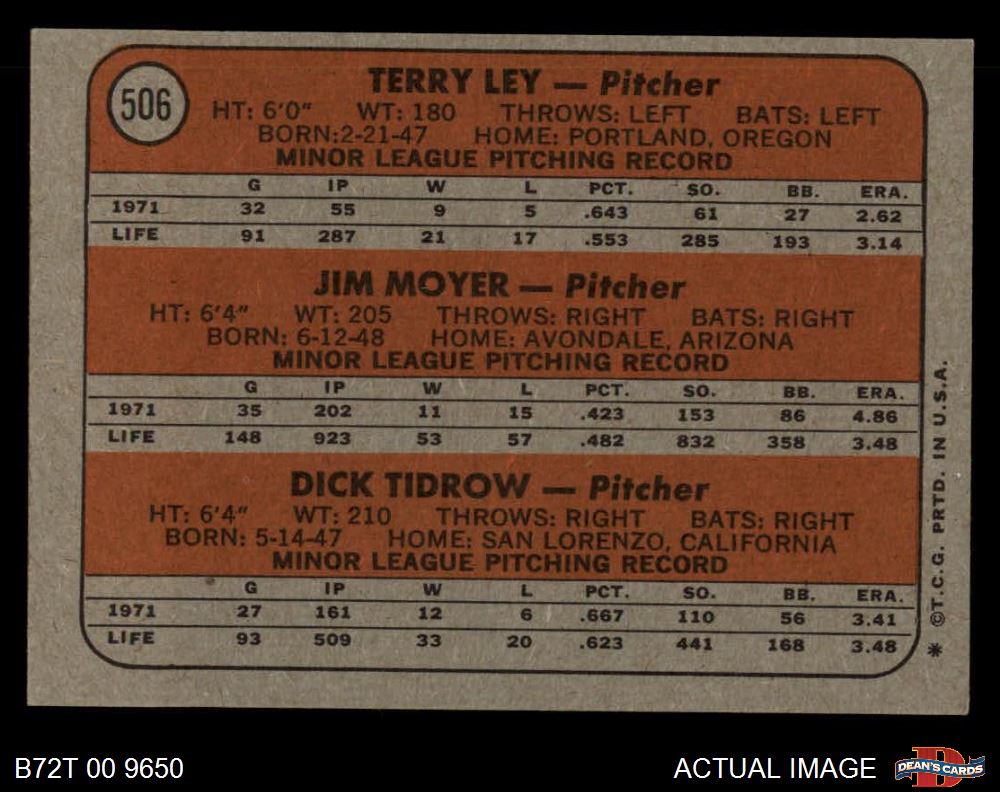 506
TERRY LEY — Pitcher
HT: 6'0" WT: 180 THROWS: LEFT BATS: LEFT
BORN:2-21-47 HOME: PORTLAND, OREGON
MINOR LEAGUE PITCHING RECORD
G IP W L PCT. SO. BB. ERA.
1971 32 55 9 5 .643 61 27 2.62
LIFE 91 287 21 17 .553 285 193 3.14
JIM MOYER — Pitcher
HT: 6'4" WT: 205 THROWS: RIGHT BATS: RIGHT
BORN: 6-12-48 HOME: AVONDALE, ARIZONA
MINOR LEAGUE PITCHING RECORD
G IP W L PCT. SO. BB. ERA.
1971 35 202 11 15 .423 153 86 4.86
LIFE 148 923 53 57 .482 832 358 3.48
DICK TIDROW — Pitcher
HT: 6'4" WT: 210 THROWS: RIGHT BATS: RIGHT
BORN: 5-14-47 HOME: SAN LORENZO, CALIFORNIA
MINOR LEAGUE PITCHING RECORD
G IP W L PCT. SO. BB. ERA.
1971 27 161 12 6 .667 110 56 3.41
LIFE 93 509 33 20 .623 441 168 3.48
* ©T.C.G. PRTD. IN U.S.A.
B72T 00 9650
ACTUAL IMAGE
DEAN'S CARDS